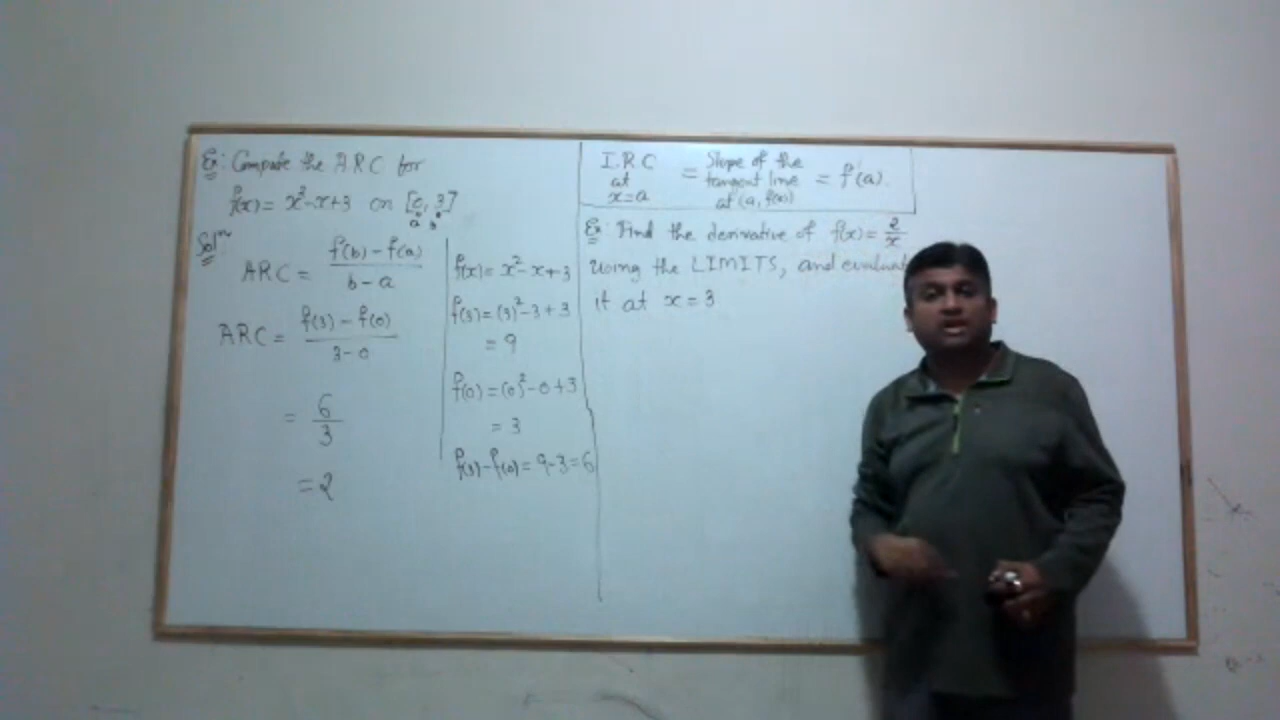 Ex: Compute the ARC for
f(x) = x² - x + 3 on [0, 3]
a b
Solⁿ
ARC = f(b) - f(a) / b - a
ARC = f(3) - f(0) / 3 - 0
= 6 / 3
= 2
f(x) = x² - x + 3
f(3) = (3)² - 3 + 3
= 9
f(0) = (0)² - 0 + 3
= 3
f(3) - f(0) = 9 - 3 = 6
I.R.C at x = a = Slope of the tangent line at (a, f(a)) = f'(a).
Ex: Find the derivative of f(x) = 2/x
using the LIMITS, and
it at x = 3